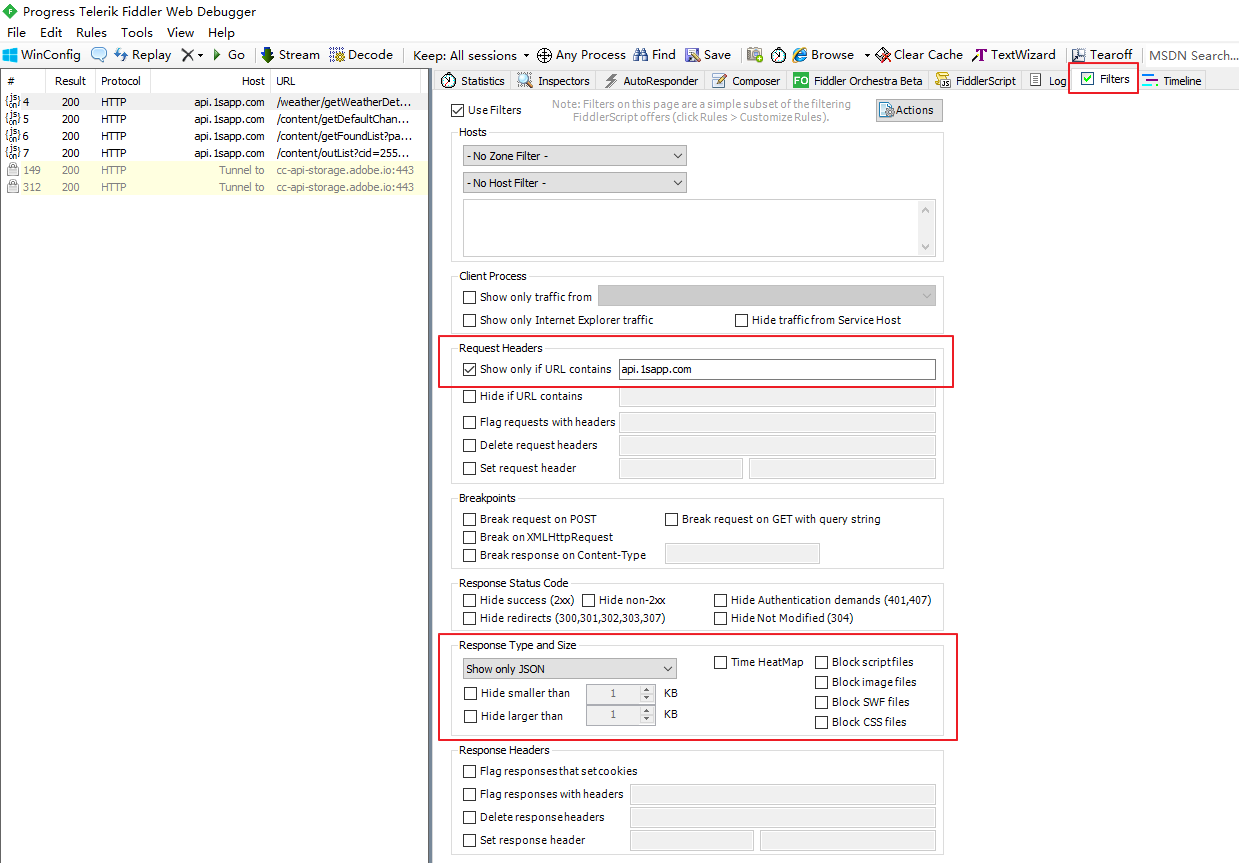 Progress Telerik Fiddler Web Debugger
File Edit Rules Tools View Help
WinConfig Replay Go Stream Decode Keep: All sessions Any Process Find Save Browse Clear Cache TextWizard Tearoff MSDN Search...
# Result Protocol Host URL
4 200 HTTP api.1sapp.com /weather/getWeatherDet...
5 200 HTTP api.1sapp.com /content/getDefaultChan...
6 200 HTTP api.1sapp.com /content/getFoundList?pa...
7 200 HTTP api.1sapp.com /content/outList?cid=255...
149 200 HTTP Tunnel to cc-api-storage.adobe.io:443
312 200 HTTP Tunnel to cc-api-storage.adobe.io:443
Statistics Inspectors AutoResponder Composer FO Fiddler Orchestra Beta FiddlerScript Log Filters Timeline
Use Filters
Note: Filters on this page are a simple subset of the filtering
FiddlerScript offers (click Rules > Customize Rules).
Actions
Hosts
- No Zone Filter -
- No Host Filter -
Client Process
Show only traffic from
Show only Internet Explorer traffic Hide traffic from Service Host
Request Headers
Show only if URL contains api.1sapp.com
Hide if URL contains
Flag requests with headers
Delete request headers
Set request header
Breakpoints
Break request on POST Break request on GET with query string
Break on XMLHttpRequest
Break response on Content-Type
Response Status Code
Hide success (2xx) Hide non-2xx Hide Authentication demands (401,407)
Hide redirects (300,301,302,303,307) Hide Not Modified (304)
Response Type and Size
Show only JSON Time HeatMap Block script files
Block image files
Hide smaller than 1 KB
Block SWF files
Hide larger than 1 KB
Block CSS files
Response Headers
Flag responses that set cookies
Flag responses with headers
Delete response headers
Set response header